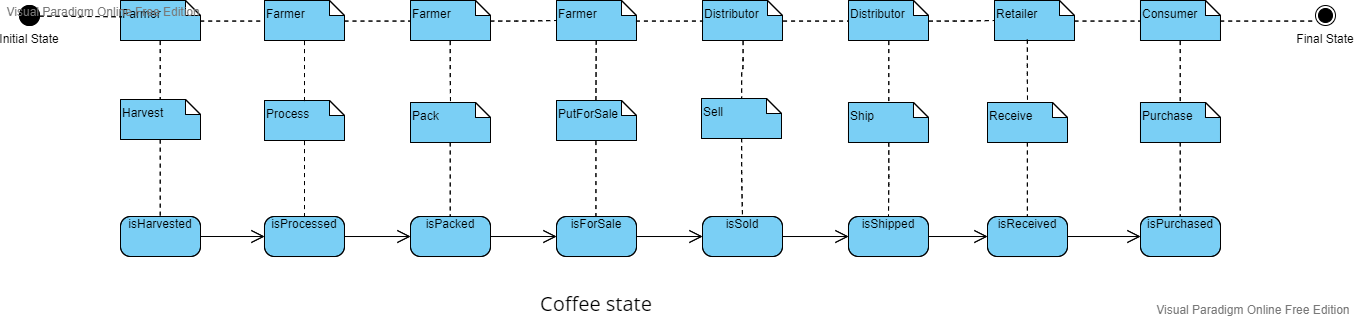 Visual Paradigm Online Free Edition
Farmer Farmer Farmer Farmer Distributor Distributor Retailer Consumer
Initial State Final State
Harvest Process Pack PutForSale Sell Ship Receive Purchase
isHarvested isProcessed isPacked isForSale isSold isShipped isReceived isPurchased
Coffee state
Visual Paradigm Online Free Edition